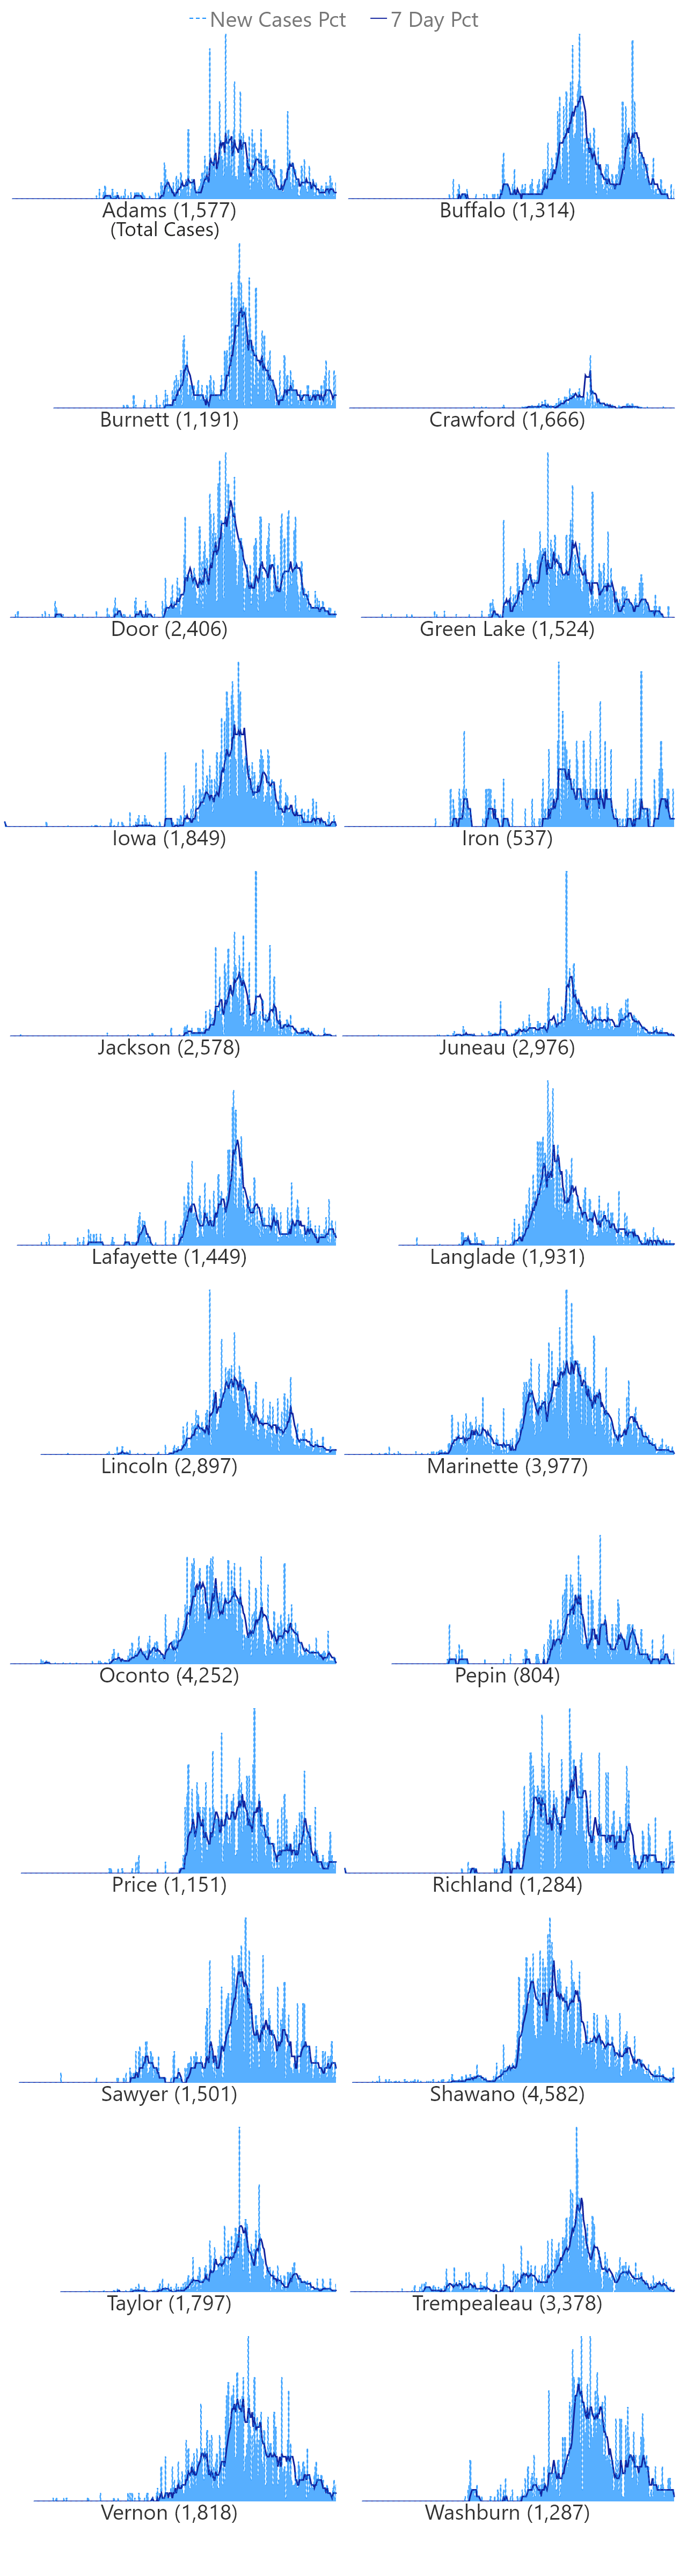 New Cases Pct 7 Day Pct
Adams (1,577) Buffalo (1,314)
(Total Cases)
Burnett (1,191) Crawford (1,666)
Door (2,406) Green Lake (1,524)
Iowa (1,849) Iron (537)
Jackson (2,578) Juneau (2,976)
Lafayette (1,449) Langlade (1,931)
Lincoln (2,897) Marinette (3,977)
Oconto (4,252) Pepin (804)
Price (1,151) Richland (1,284)
Sawyer (1,501) Shawano (4,582)
Taylor (1,797) Trempealeau (3,378)
Vernon (1,818) Washburn (1,287)